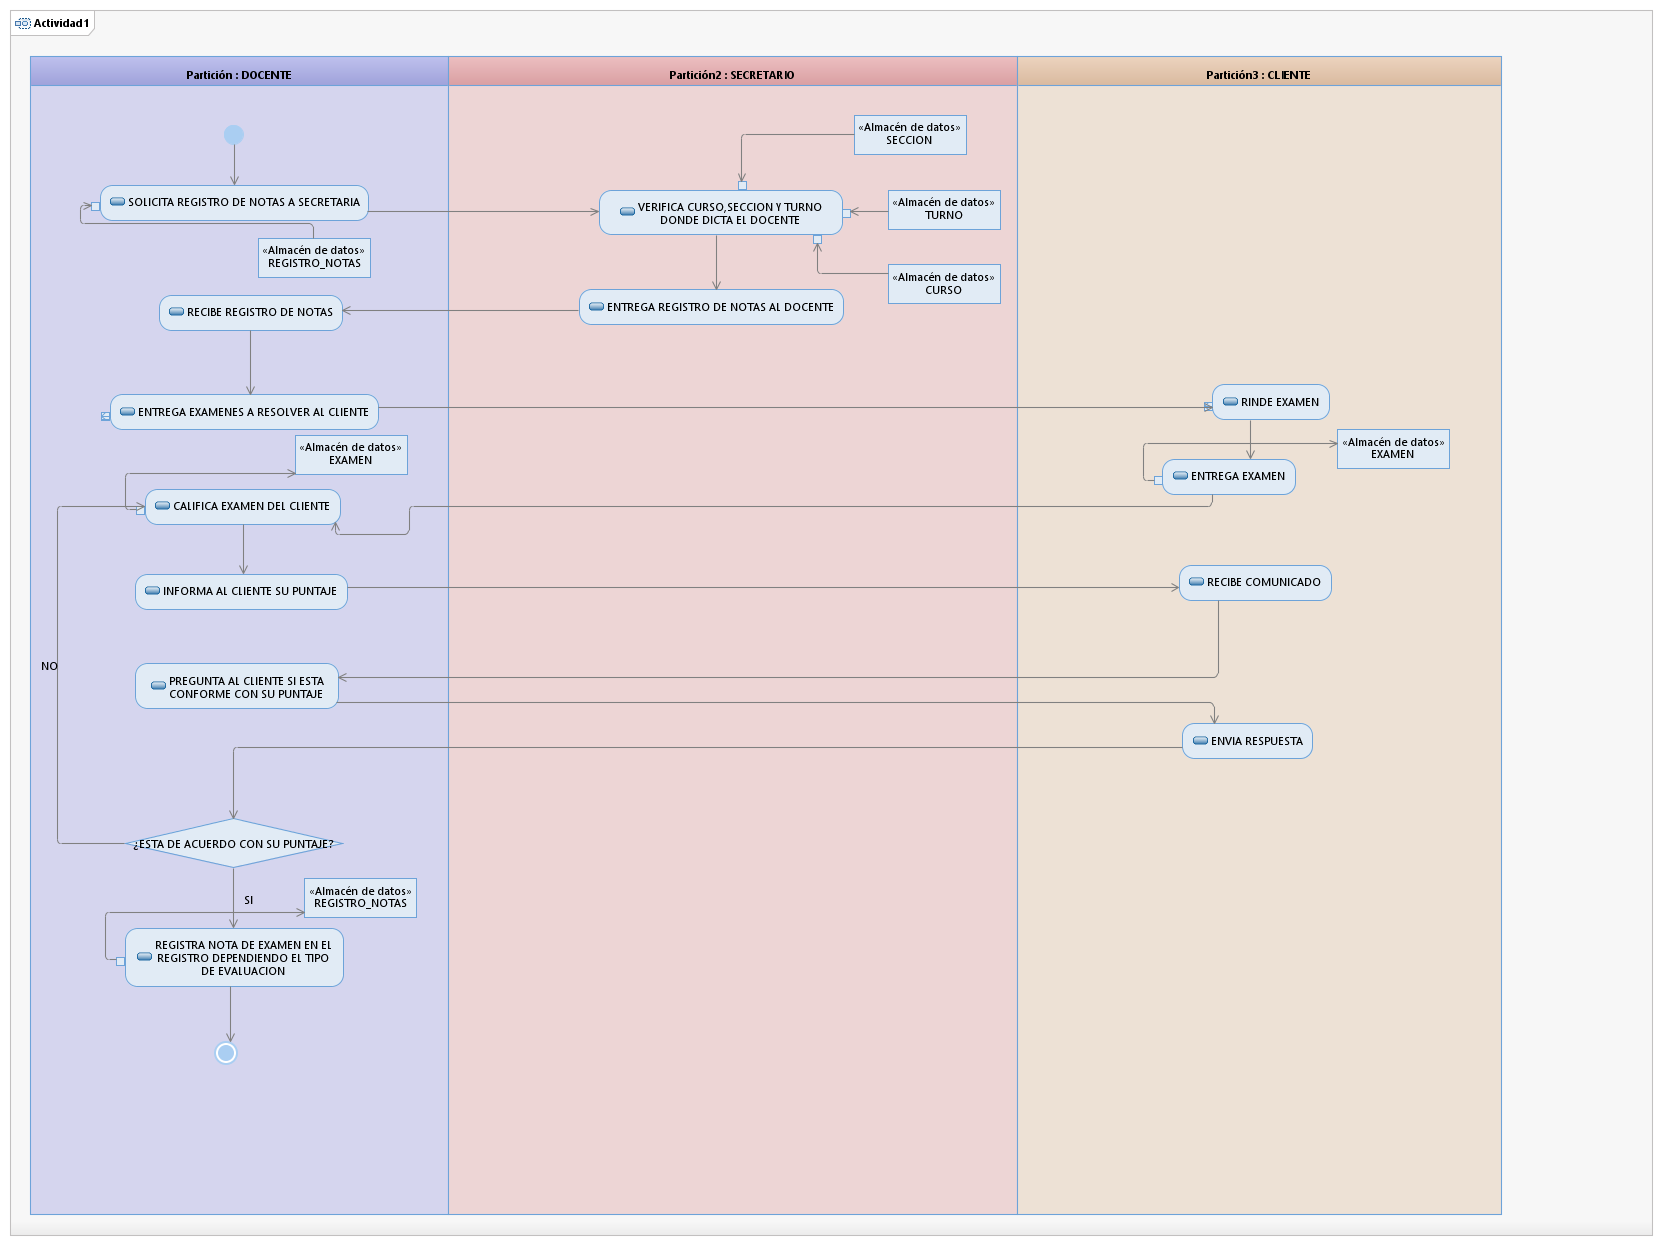 Actividad1
Partición : DOCENTE
Partición2 : SECRETARIO
Partición3 : CLIENTE
«Almacén de datos»
SECCION
SOLICITA REGISTRO DE NOTAS A SECRETARIA
VERIFICA CURSO,SECCION Y TURNO
DONDE DICTA EL DOCENTE
«Almacén de datos»
TURNO
«Almacén de datos»
REGISTRO_NOTAS
«Almacén de datos»
CURSO
RECIBE REGISTRO DE NOTAS
ENTREGA REGISTRO DE NOTAS AL DOCENTE
ENTREGA EXAMENES A RESOLVER AL CLIENTE
RINDE EXAMEN
«Almacén de datos»
EXAMEN
«Almacén de datos»
EXAMEN
ENTREGA EXAMEN
CALIFICA EXAMEN DEL CLIENTE
INFORMA AL CLIENTE SU PUNTAJE
RECIBE COMUNICADO
NO
PREGUNTA AL CLIENTE SI ESTA
CONFORME CON SU PUNTAJE
ENVIA RESPUESTA
¿ESTA DE ACUERDO CON SU PUNTAJE?
SI
«Almacén de datos»
REGISTRO_NOTAS
REGISTRA NOTA DE EXAMEN EN EL
REGISTRO DEPENDIENDO EL TIPO
DE EVALUACION